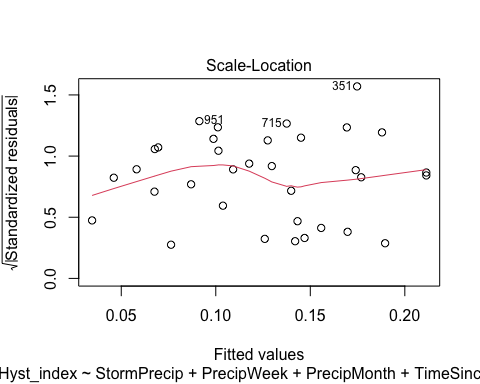 Scale-Location
√|Standardized residuals|
1.5
1.0
0.5
0.0
351
951
715
0.05
0.10
0.15
0.20
Fitted values
Hyst_index ~ StormPrecip + PrecipWeek + PrecipMonth + TimeSinc